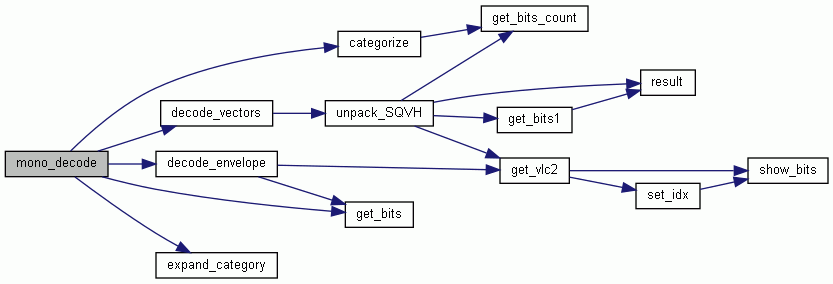 get_bits_count
categorize
result
decode_vectors
unpack_SQVH
get_bits1
mono_decode
decode_envelope
get_vlc2
show_bits
set_idx
get_bits
expand_category